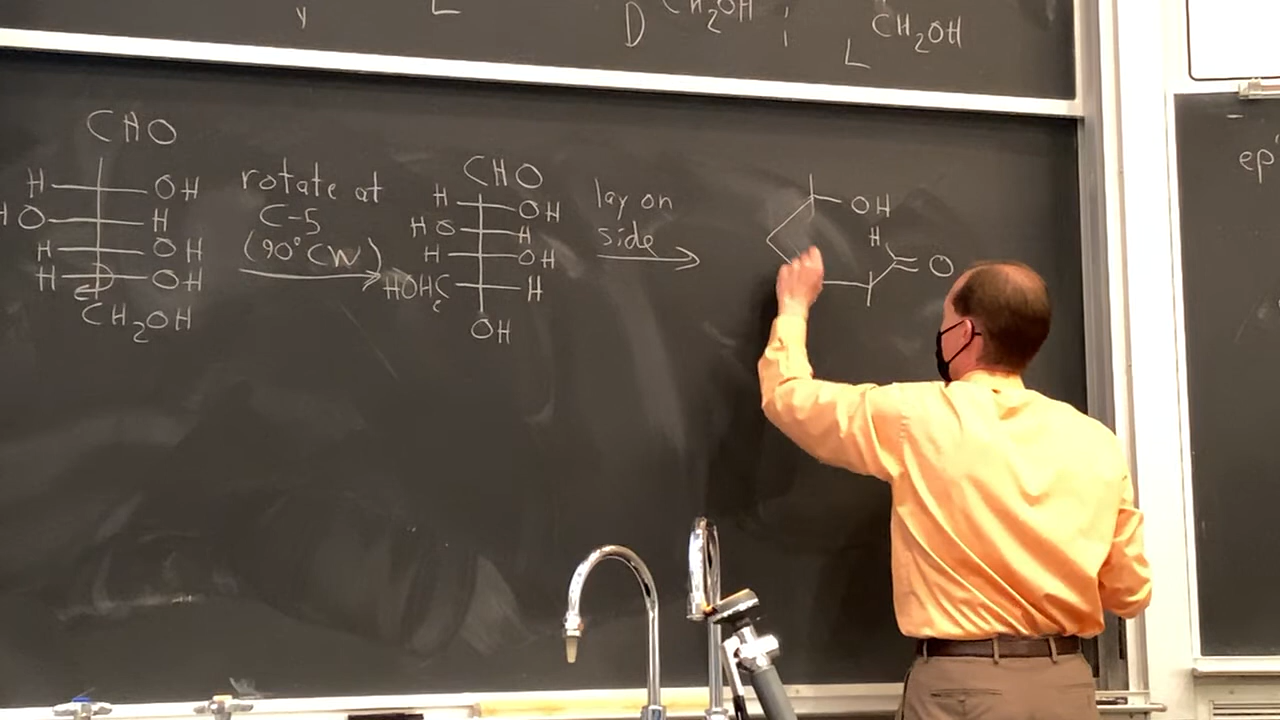 L
D
CH2OH
L
CH2OH
CHO
H OH
HO H
H OH
H OH
CH2OH
rotate at
C-5
(90° CW)
CHO
H OH
HO H
H OH
HOHC H
OH
lay on
side
OH
H
O